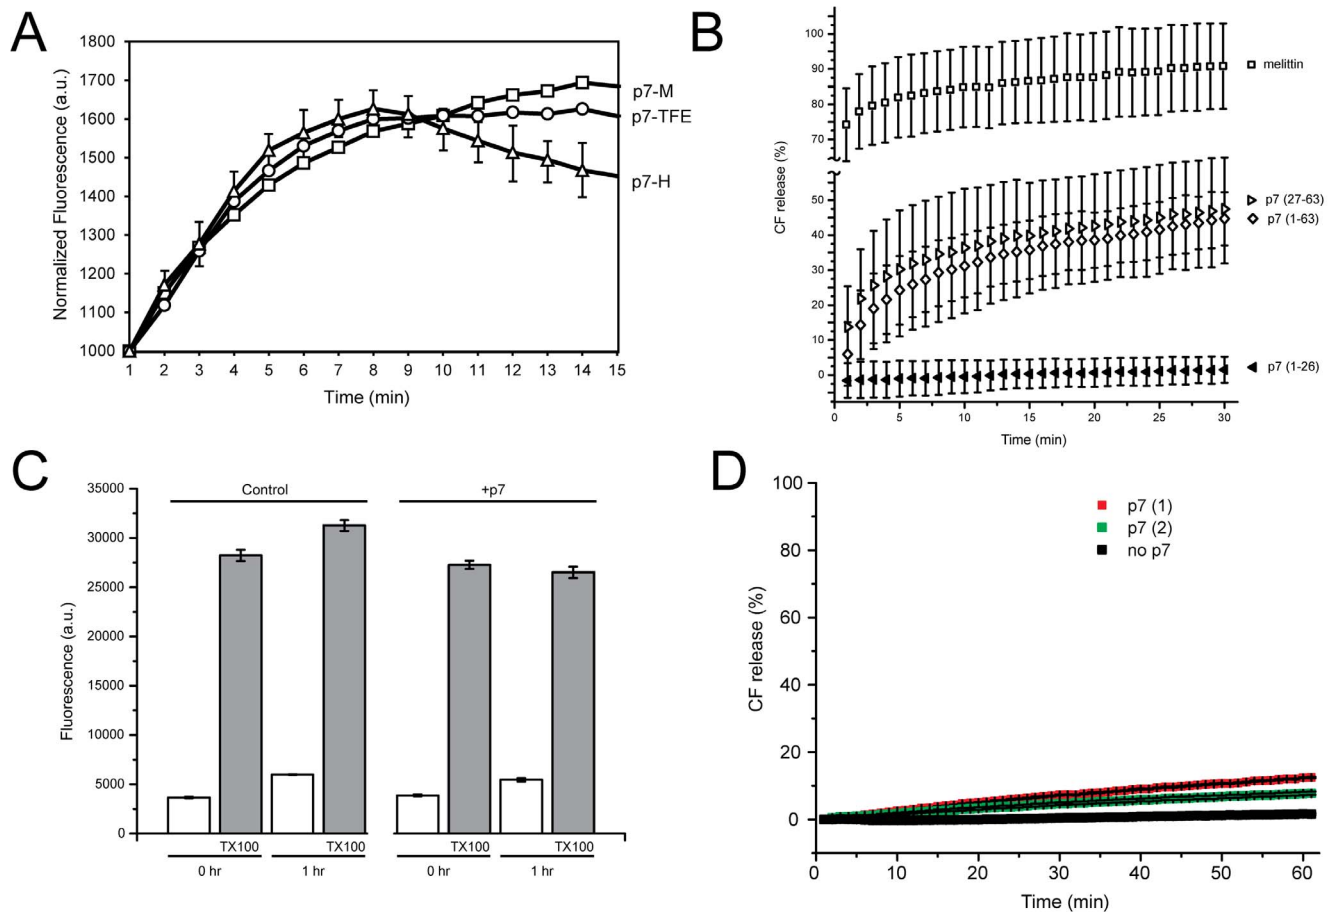 A
Normalized Fluorescence (a.u.)
1800
1700
1600
1500
1400
1300
1200
1100
1000
1 2 3 4 5 6 7 8 9 10 11 12 13 14 15
Time (min)
p7-M
p7-TFE
p7-H
B
CF release (%)
100
90
80
70
50
40
30
20
10
0
0 5 10 15 20 25 30
Time (min)
melittin
p7 (27-63)
p7 (1-63)
p7 (1-26)
C
Fluorescence (a.u.)
35000
30000
25000
20000
15000
10000
5000
0
Control
+p7
TX100 TX100 TX100 TX100
0 hr 1 hr 0 hr 1 hr
D
CF release (%)
100
80
60
40
20
0
p7 (1)
p7 (2)
no p7
0 10 20 30 40 50 60
Time (min)